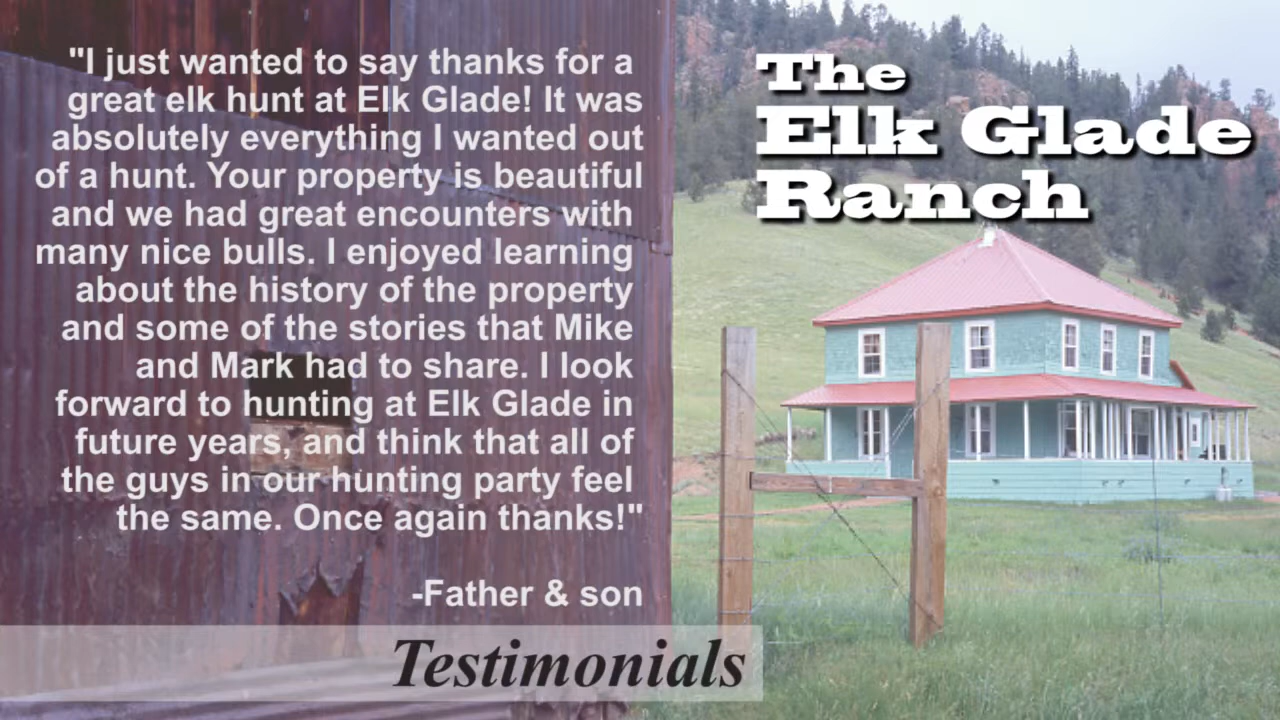 "I just wanted to say thanks for a
great elk hunt at Elk Glade! It was
absolutely everything I wanted out
of a hunt. Your property is beautiful
and we had great encounters with
many nice bulls. I enjoyed learning
about the history of the property
and some of the stories that Mike
and Mark had to share. I look
forward to hunting at Elk Glade in
future years, and think that all of
the guys in our hunting party feel
the same. Once again thanks!"
-Father & son
Testimonials
The
Elk Glade
Ranch